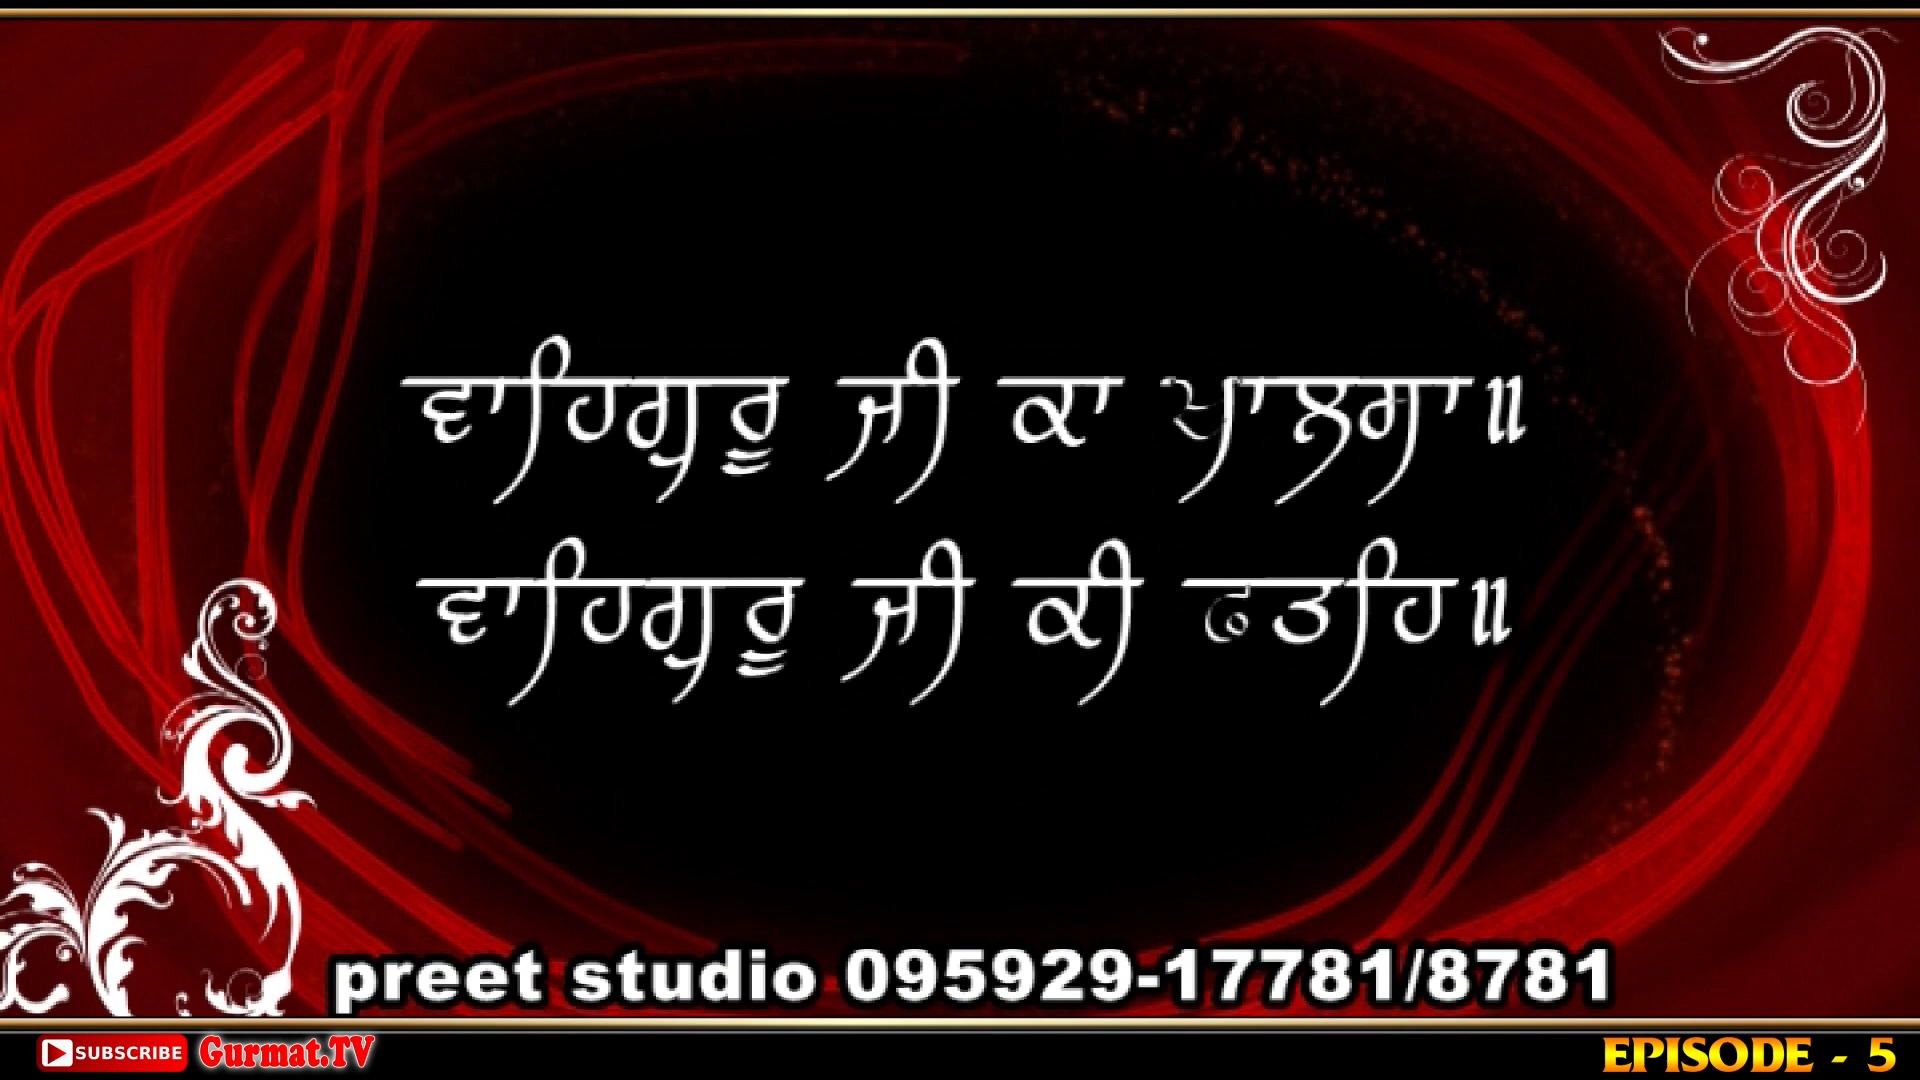 ਵਾਹਿਗੁਰੂ ਜੀ ਕਾ ਖਾਲਸਾ॥
ਵਾਹਿਗੁਰੂ ਜੀ ਕੀ ਫਤਹਿ॥
preet studio 095929-17781/8781
SUBSCRIBE Gurmat.TV
EPISODE - 5